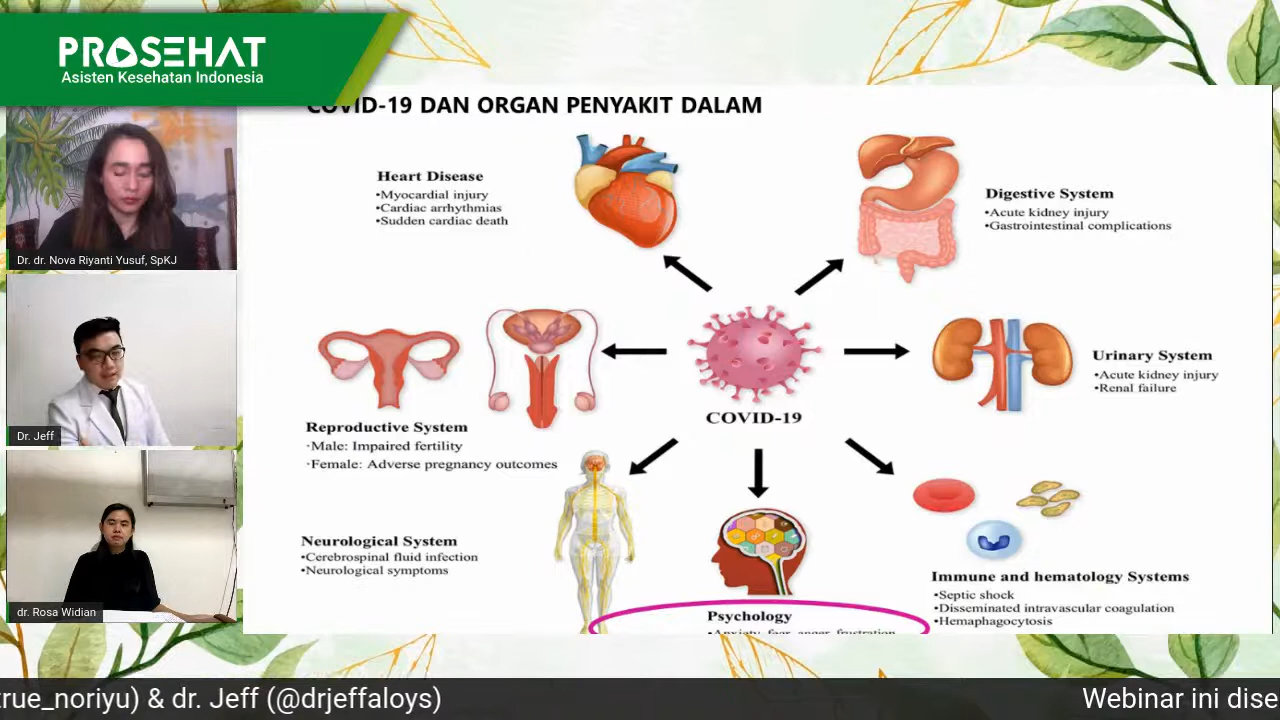 PROSEHAT
Asisten Kesehatan Indonesia
COVID-19 DAN ORGAN PENYAKIT DALAM
Heart Disease
•Myocardial injury
•Cardiac arrhythmias
•Sudden cardiac death
Digestive System
•Acute kidney injury
•Gastrointestinal complications
Dr. dr. Nova Riyanti Yusuf, SpKJ
Urinary System
•Acute kidney injury
•Renal failure
COVID-19
Reproductive System
·Male: Impaired fertility
·Female: Adverse pregnancy outcomes
Dr. Jeff
Neurological System
•Cerebrospinal fluid infection
•Neurological symptoms
Immune and hematology Systems
•Septic shock
•Disseminated intravascular coagulation
•Hemaphagocytosis
Psychology
•Anxiety, fear, anger, frustration
dr. Rosa Widian
true_noriyu) & dr. Jeff (@drjeffaloys)
Webinar ini dise